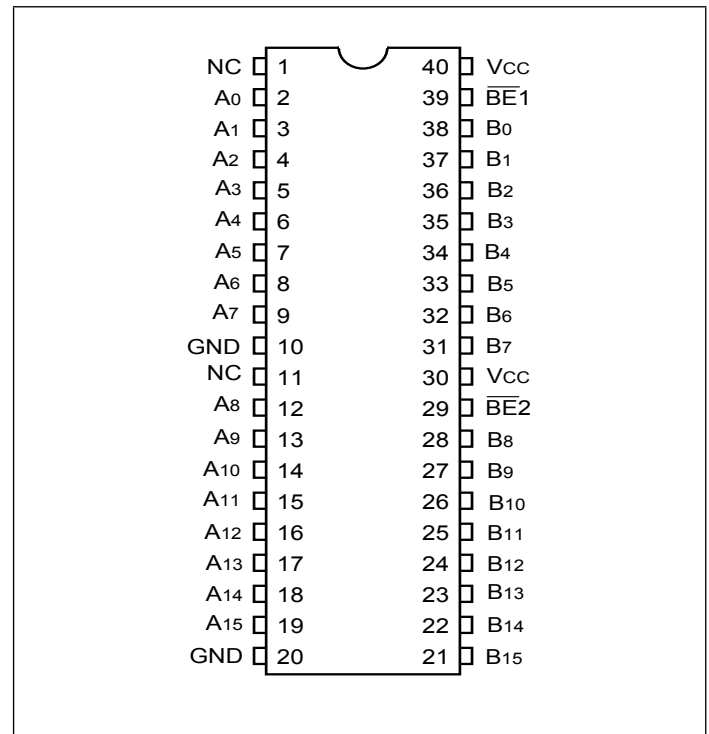 NC 1 40 VCC
A0 2 39 B̅E̅1
A1 3 38 B0
A2 4 37 B1
A3 5 36 B2
A4 6 35 B3
A5 7 34 B4
A6 8 33 B5
A7 9 32 B6
GND 10 31 B7
NC 11 30 VCC
A8 12 29 B̅E̅2
A9 13 28 B8
A10 14 27 B9
A11 15 26 B10
A12 16 25 B11
A13 17 24 B12
A14 18 23 B13
A15 19 22 B14
GND 20 21 B15